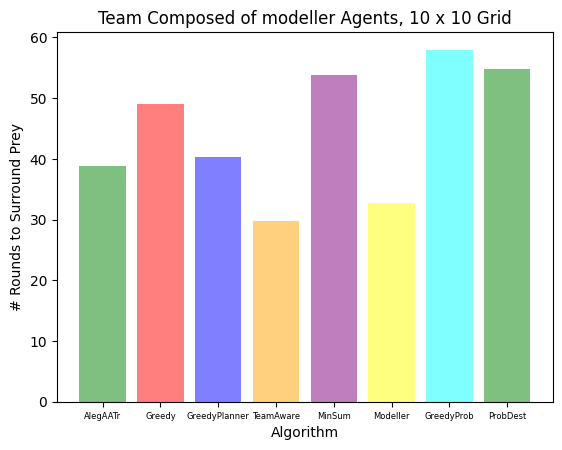 Team Composed of modeller Agents, 10 x 10 Grid
# Rounds to Surround Prey
60
50
40
30
20
10
0
AlegAATr Greedy GreedyPlanner TeamAware MinSum Modeller GreedyProb ProbDest
Algorithm